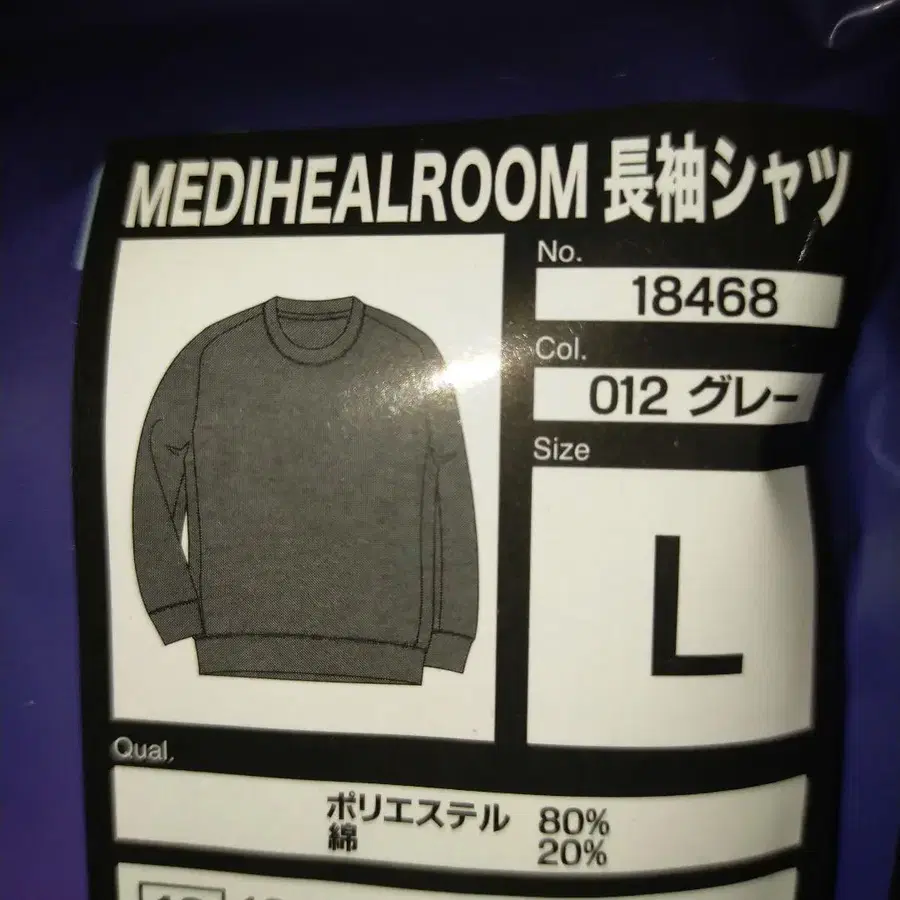 MEDIHEALROOM 長袖シャツ
No.
18468
Col.
012 グレー
Size
L
Qual.
ポリエステル 80%
綿 20%